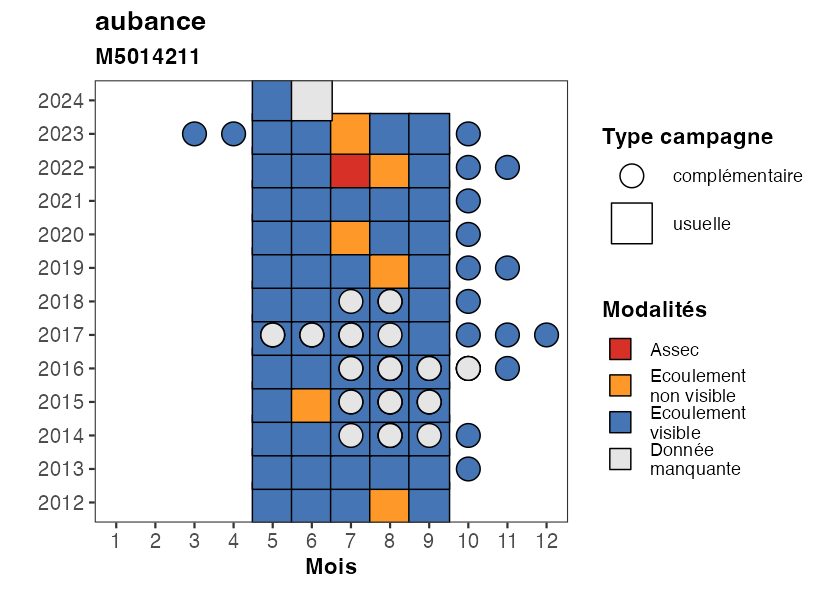 aubance
M5014211
2024
2023
2022
2021
2020
2019
2018
2017
2016
2015
2014
2013
2012
1 2 3 4 5 6 7 8 9 10 11 12
Mois
Type campagne
complémentaire
usuelle
Modalités
Assec
Ecoulement
non visible
Ecoulement
visible
Donnée
manquante